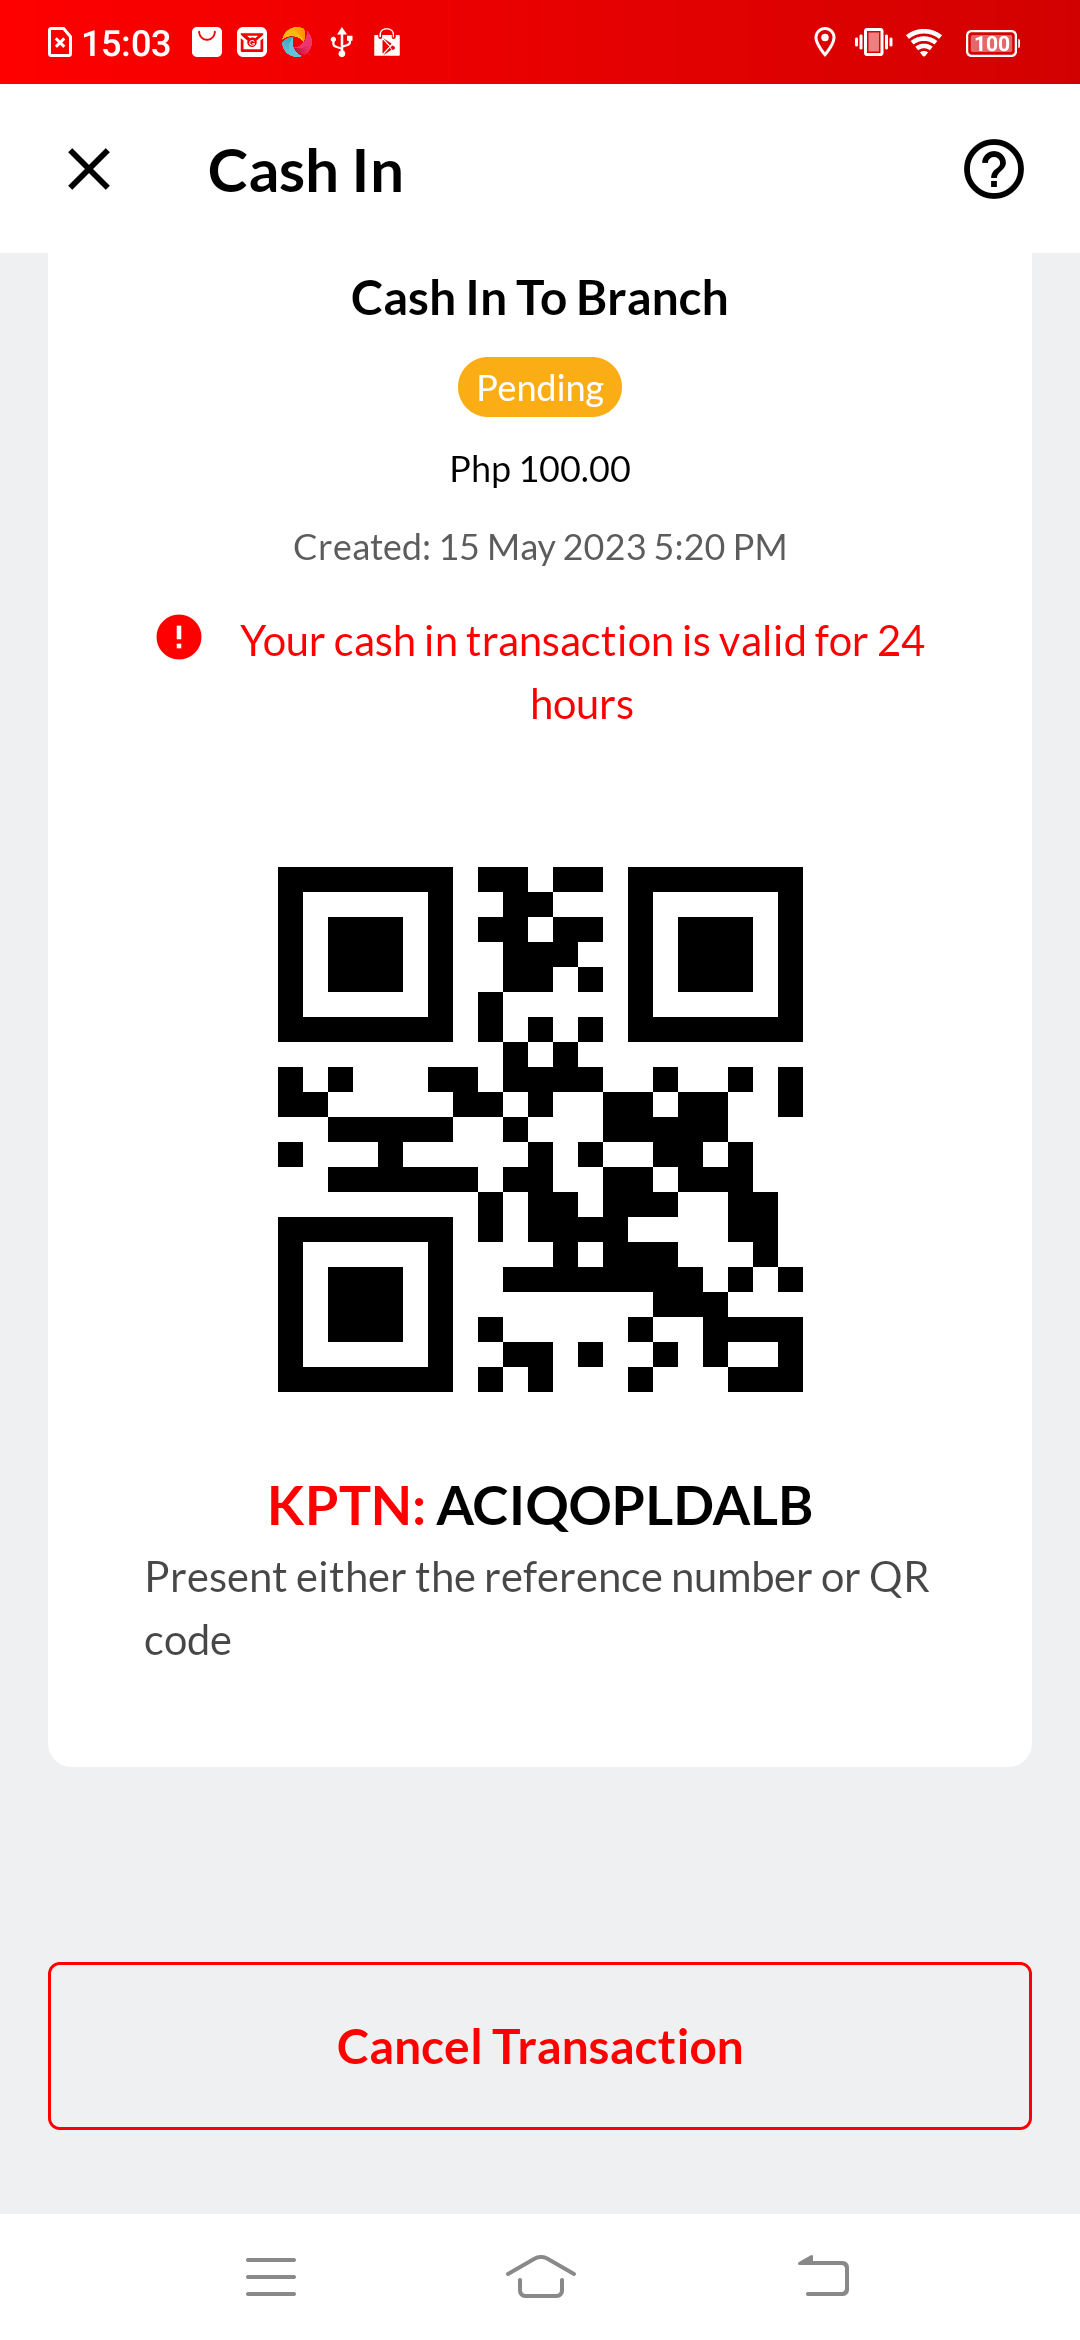 15:03
100
Cash In
Cash In To Branch
Pending
Php 100.00
Created: 15 May 2023 5:20 PM
Your cash in transaction is valid for 24
hours
KPTN: ACIQOPLDALB
Present either the reference number or QR
code
Cancel Transaction